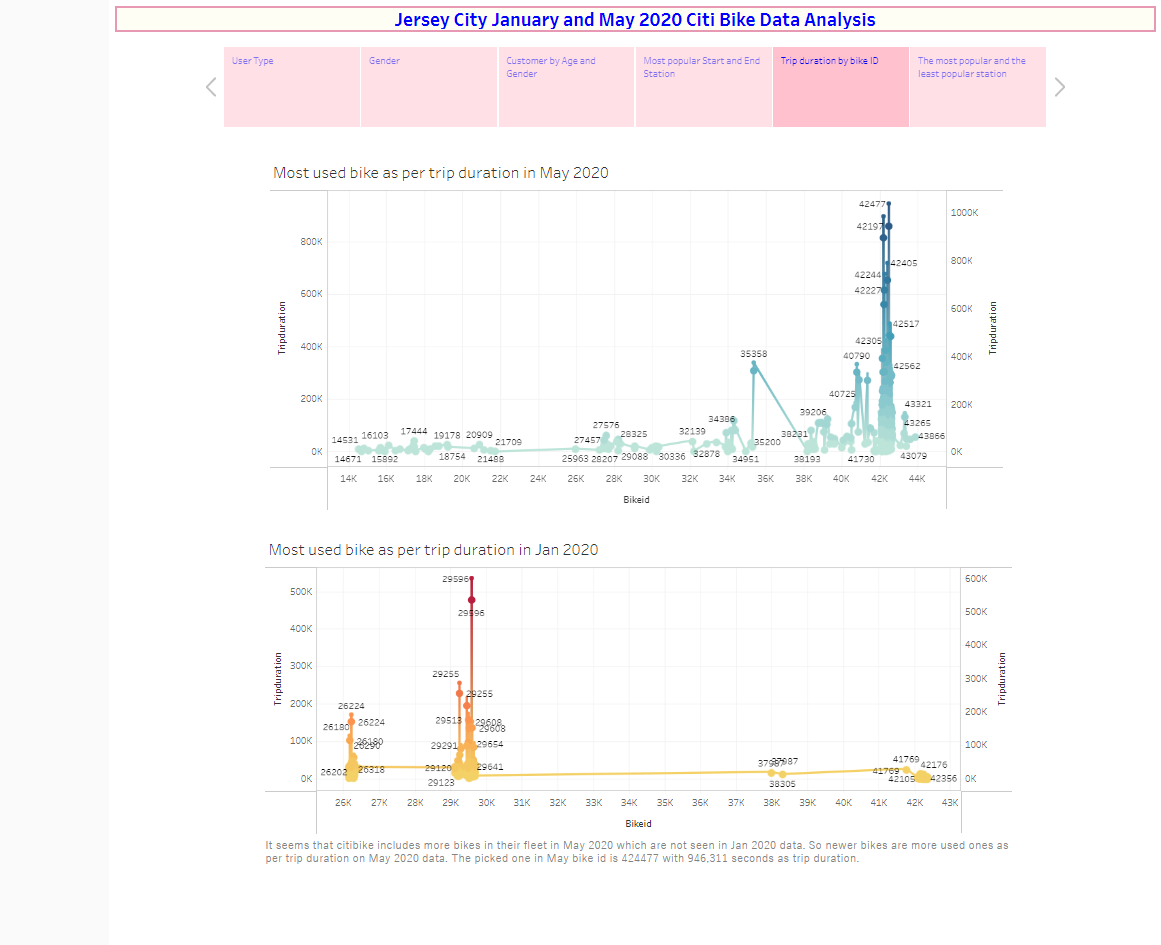 Jersey City January and May 2020 Citi Bike Data Analysis
User Type
Gender
Customer by Age and
Gender
Most popular Start and End
Station
Trip duration by bike ID
The most popular and the
least popular station
Most used bike as per trip duration in May 2020
42477
1000K
42197
800K
42405
800K
42244
42227
600K
600K
42517
Tripduration
Tripduration
42305
400K
35358
40790
400K
42562
40725
200K
43321
200K
39206
34386
43265
27576
14531
16103
17444
19178
20909
21709
27457
28325
32139
35200
38231
43866
0K
0K
14671
15892
18754
21488
25963
28207
29088
30336
32878
34951
38193
41730
43079
14K
16K
18K
20K
22K
24K
26K
28K
30K
32K
34K
36K
38K
40K
42K
44K
Bikeid
Most used bike as per trip duration in Jan 2020
29596
600K
500K
29596
500K
400K
400K
Tripduration
Tripduration
300K
29255
300K
29255
200K
26224
200K
26224
29513
29608
26180
29608
100K
26180
26290
29291
29654
100K
26202
26318
29120
29641
37987
37987
41769
41769
42176
0K
0K
29123
38305
42105
42356
26K
27K
28K
29K
30K
31K
32K
33K
34K
35K
36K
37K
38K
39K
40K
41K
42K
43K
Bikeid
It seems that citibike includes more bikes in their fleet in May 2020 which are not seen in Jan 2020 data. So newer bikes are more used ones as
per trip duration on May 2020 data. The picked one in May bike id is 424477 with 946,311 seconds as trip duration.